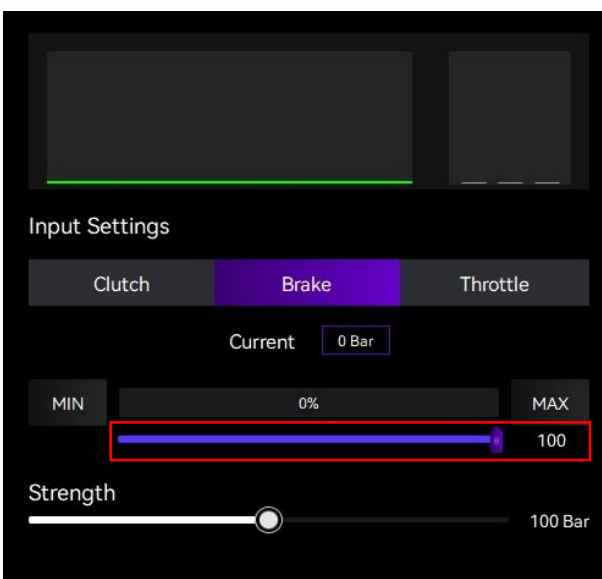 Input Settings
Clutch Brake Throttle
Current 0 Bar
MIN 0% MAX
100
Strength
100 Bar